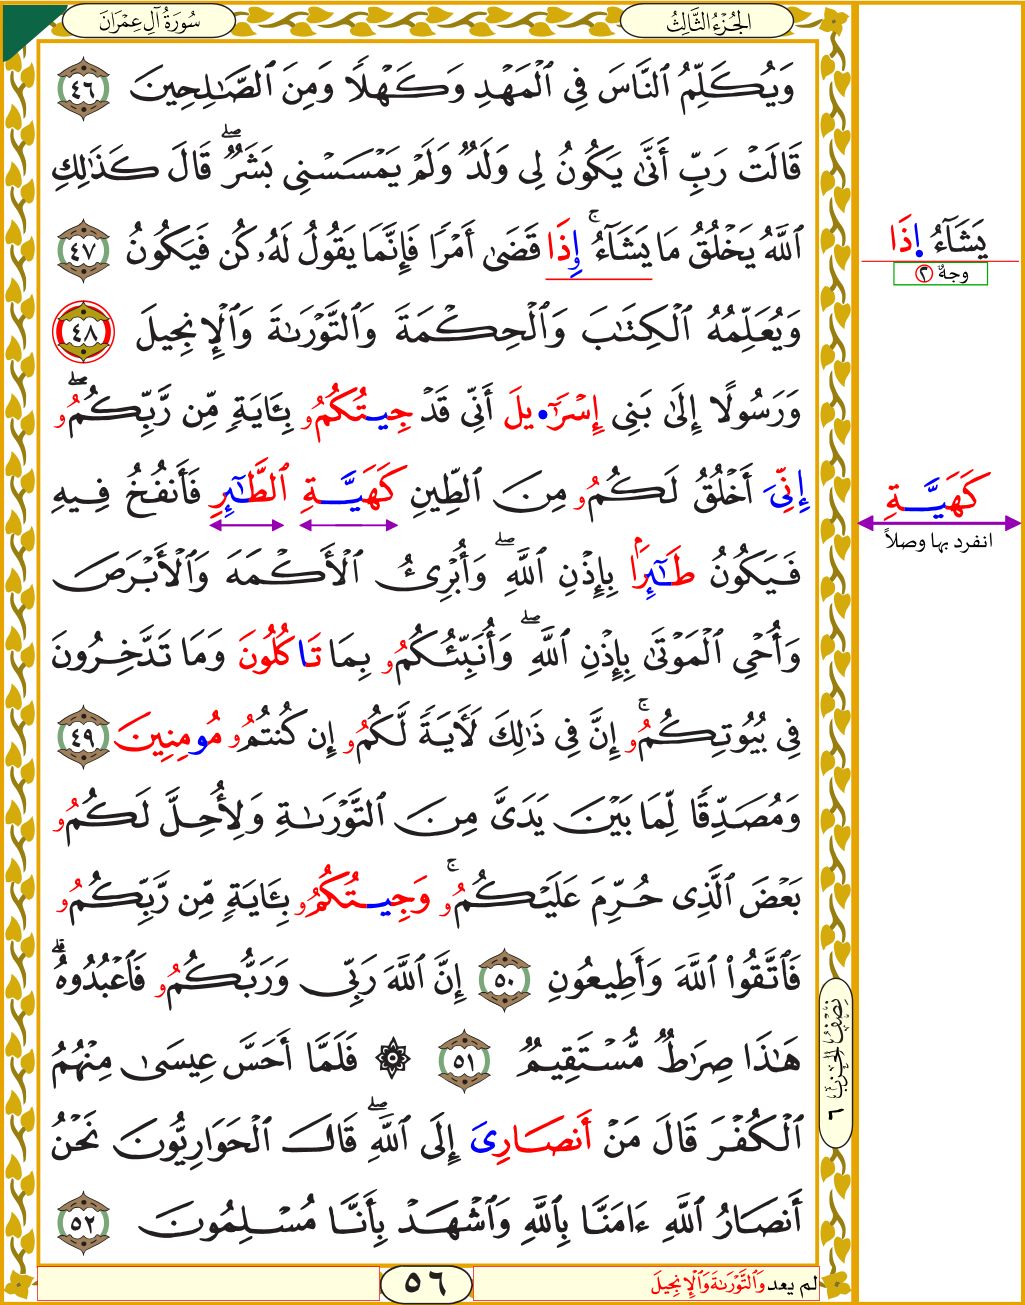 سُورَةُ آلِ عِمْرَانَ
الجُزْءُ الثَّالِثُ
وَيُكَلِّمُ ٱلنَّاسَ فِي ٱلْمَهْدِ وَكَهْلًا وَمِنَ ٱلصَّٰلِحِينَ ٤٦
قَالَتْ رَبِّ أَنَّىٰ يَكُونُ لِي وَلَدٌ وَلَمْ يَمْسَسْنِي بَشَرٌۖ قَالَ كَذَٰلِكِ
ٱللَّهُ يَخْلُقُ مَا يَشَآءُۚ إِذَا قَضَىٰ أَمْرًا فَإِنَّمَا يَقُولُ لَهُۥ كُن فَيَكُونُ ٤٧
وَيُعَلِّمُهُ ٱلْكِتَٰبَ وَٱلْحِكْمَةَ وَٱلتَّوْرَىٰةَ وَٱلْإِنجِيلَ ٤٨
وَرَسُولًا إِلَىٰ بَنِي إِسْرَآ•يلَ أَنِّي قَدْ جِيتُكُمُۥ بِـَٔايَةٍ مِّن رَّبِّكُمُۥۖ
إِنِّيَ أَخْلُقُ لَكُمُۥ مِنَ ٱلطِّينِ كَهَيَّةِ ٱلطَّٰٓئِرِ فَأَنفُخُ فِيهِ
فَيَكُونُ طَٰٓئِرًا بِإِذْنِ ٱللَّهِۖ وَأُبْرِئُ ٱلْأَكْمَهَ وَٱلْأَبْرَصَ
وَأُحْيِ ٱلْمَوْتَىٰ بِإِذْنِ ٱللَّهِۖ وَأُنَبِّئُكُمُۥ بِمَا تَاكُلُونَ وَمَا تَدَّخِرُونَ
فِي بُيُوتِكُمُۥۚ إِنَّ فِي ذَٰلِكَ لَأٓيَةً لَّكُمُۥ إِن كُنتُمُۥ مُومِنِينَ ٤٩
وَمُصَدِّقًا لِّمَا بَيْنَ يَدَيَّ مِنَ ٱلتَّوْرَىٰةِ وَلِأُحِلَّ لَكُمُۥ
بَعْضَ ٱلَّذِي حُرِّمَ عَلَيْكُمُۥۚ وَجِيتُكُمُۥ بِـَٔايَةٍ مِّن رَّبِّكُمُۥ
فَٱتَّقُوا۟ ٱللَّهَ وَأَطِيعُونِ ٥٠ إِنَّ ٱللَّهَ رَبِّي وَرَبُّكُمُۥ فَٱعْبُدُوهُۗ
هَٰذَا صِرَٰطٌ مُّسْتَقِيمٌ ٥١ ۞ فَلَمَّا أَحَسَّ عِيسَىٰ مِنْهُمُ
ٱلْكُفْرَ قَالَ مَنْ أَنصَارِيَ إِلَى ٱللَّهِۖ قَالَ ٱلْحَوَارِيُّونَ نَحْنُ
أَنصَارُ ٱللَّهِ ءَامَنَّا بِٱللَّهِ وَٱشْهَدْ بِأَنَّا مُسْلِمُونَ ٥٢
يَشَآءُ إِذَا
وجهٌ ٢
كَهَيَّةِ
انفرد بها وصلاً
نِصْفُ الحِزْبِ ٦
لم يعد وَٱلتَّوْرَىٰةَ وَٱلْإِنجِيلَ
٥٦